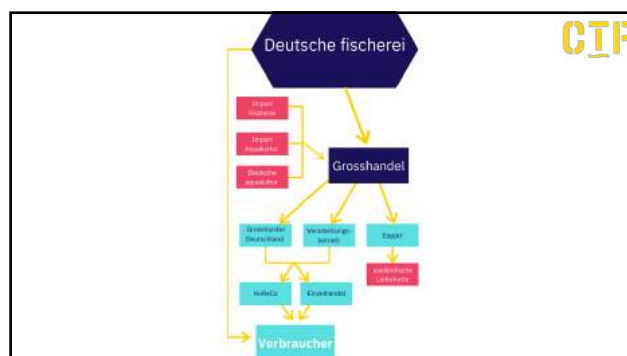 Deutsche fischerei
CTF
Import
fischerei
Import
Aquakultur
Deutsche
aquakultur
Grosshandel
Grosshandel
Deutschland
Verarbeitungs-
betrieb
Export
ausländische
Lieferkette
HoReCa
Einzelhandel
Verbraucher